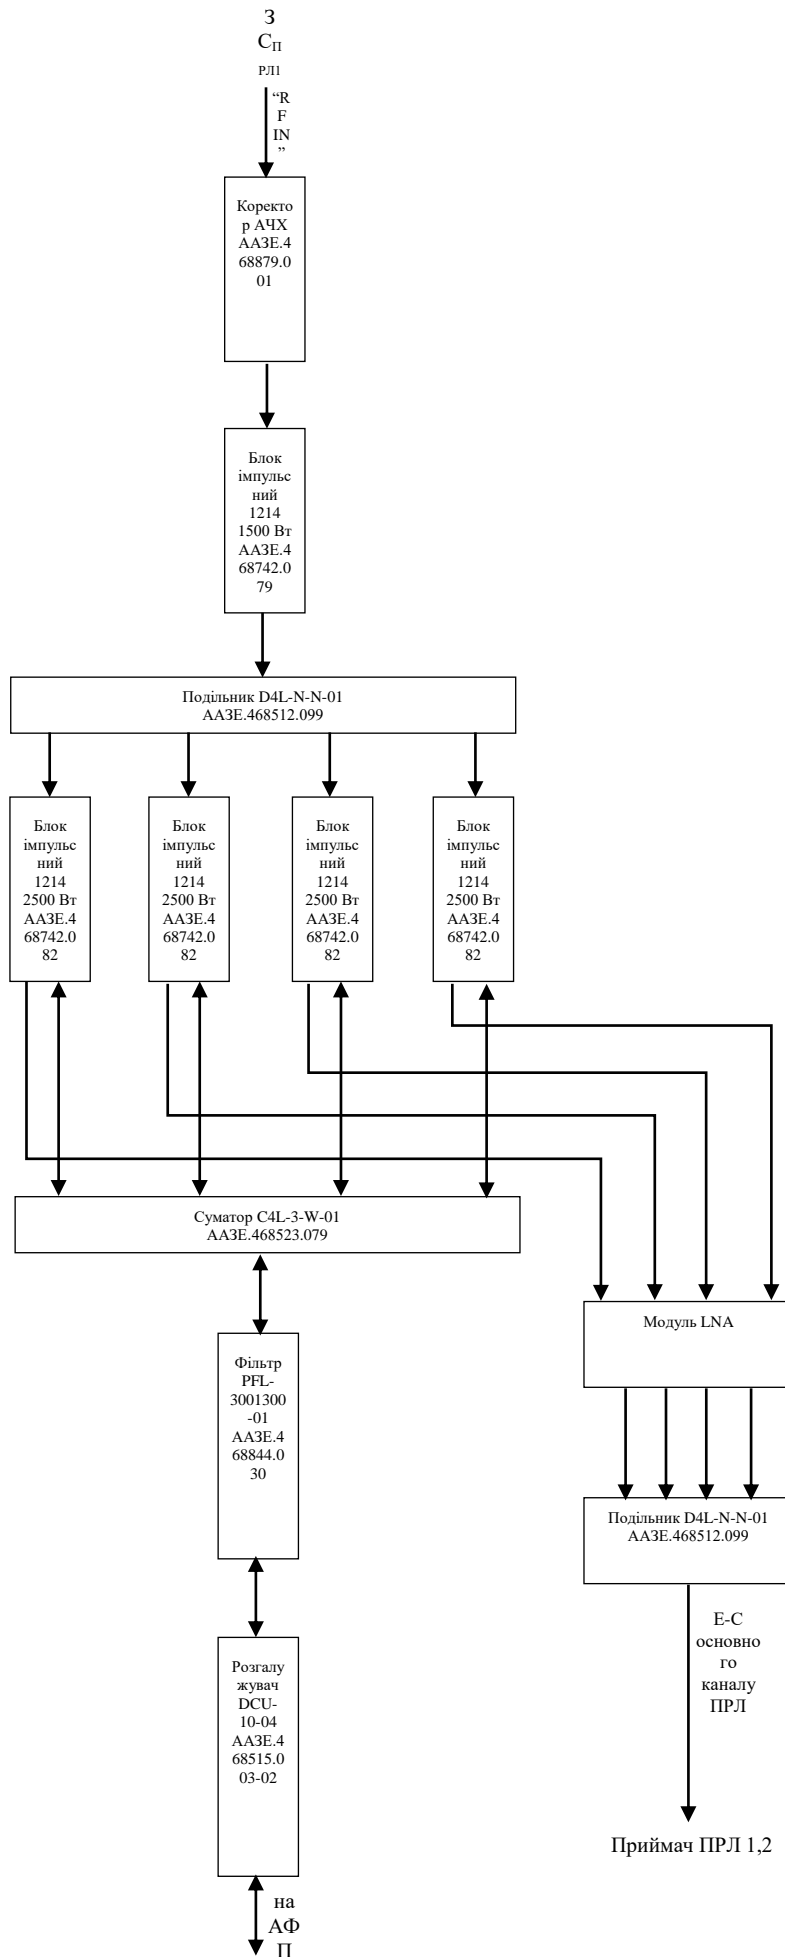 З
СП
РЛ1
“R
F
IN
”
Коректо
р АЧХ
ААЗЕ.4
68879.0
01
Блок
імпульс
ний
1214
1500 Вт
ААЗЕ.4
68742.0
79
Подільник D4L-N-N-01
ААЗЕ.468512.099
Блок
імпульс
ний
1214
2500 Вт
ААЗЕ.4
68742.0
82
Блок
імпульс
ний
1214
2500 Вт
ААЗЕ.4
68742.0
82
Блок
імпульс
ний
1214
2500 Вт
ААЗЕ.4
68742.0
82
Блок
імпульс
ний
1214
2500 Вт
ААЗЕ.4
68742.0
82
Суматор C4L-3-W-01
ААЗЕ.468523.079
Модуль LNA
Фільтр
PFL-
3001300
-01
ААЗЕ.4
68844.0
30
Подільник D4L-N-N-01
ААЗЕ.468512.099
Е-С
основно
го
каналу
ПРЛ
Розгалу
жувач
DCU-
10-04
ААЗЕ.4
68515.0
03-02
Приймач ПРЛ 1,2
на
АФ
П